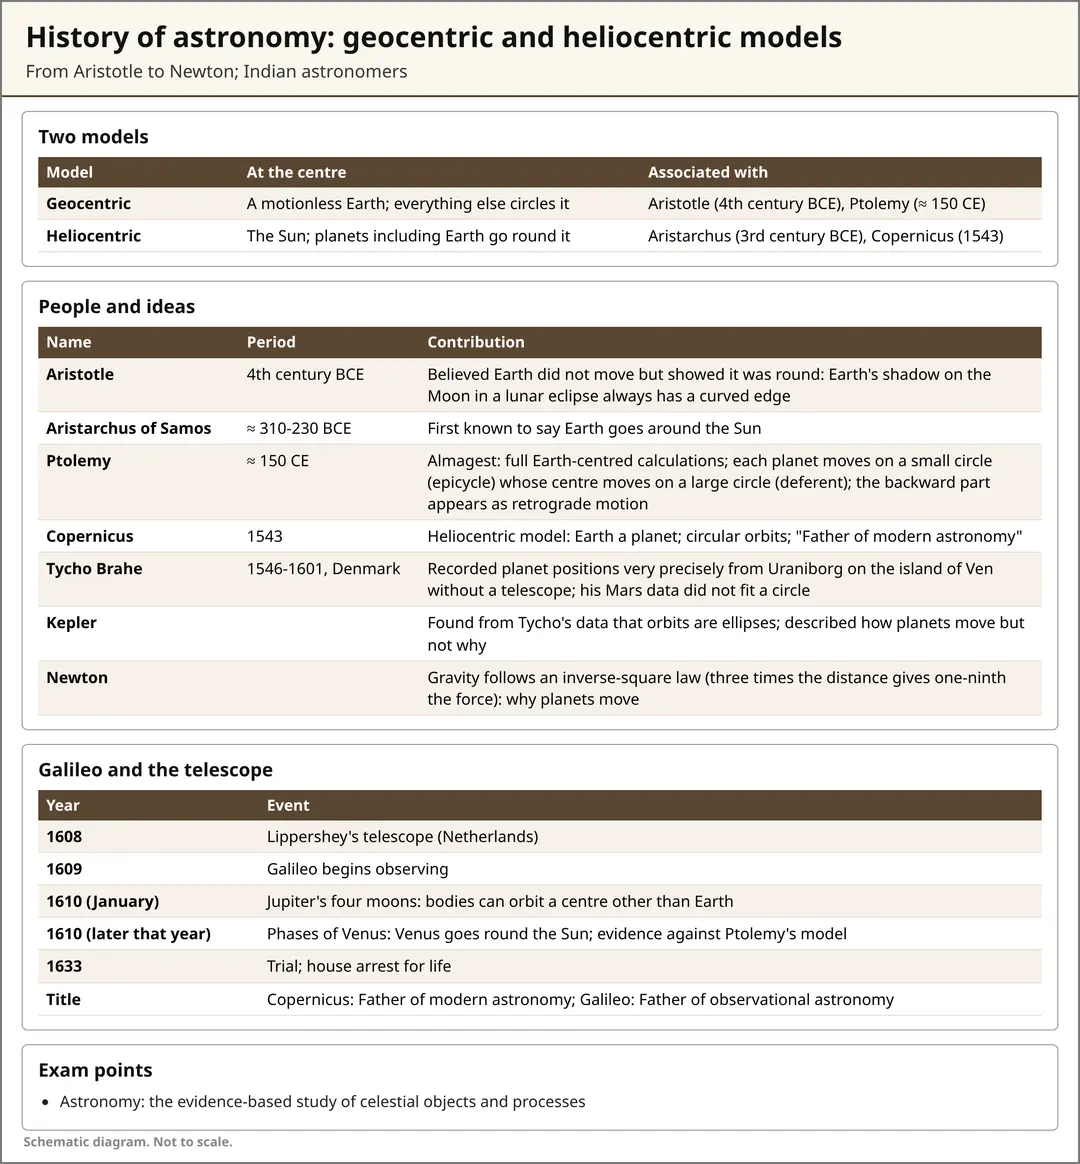 History of astronomy: geocentric and heliocentric models
From Aristotle to Newton; Indian astronomers
Two models
Model At the centre Associated with
Geocentric A motionless Earth; everything else circles it Aristotle (4th century BCE), Ptolemy (≈ 150 CE)
Heliocentric The Sun; planets including Earth go round it Aristarchus (3rd century BCE), Copernicus (1543)
People and ideas
Name Period Contribution
Aristotle 4th century BCE Believed Earth did not move but showed it was round: Earth's shadow on the
Moon in a lunar eclipse always has a curved edge
Aristarchus of Samos ≈ 310-230 BCE First known to say Earth goes around the Sun
Ptolemy ≈ 150 CE Almagest: full Earth-centred calculations; each planet moves on a small circle
(epicycle) whose centre moves on a large circle (deferent); the backward part
appears as retrograde motion
Copernicus 1543 Heliocentric model: Earth a planet; circular orbits; "Father of modern astronomy"
Tycho Brahe 1546-1601, Denmark Recorded planet positions very precisely from Uraniborg on the island of Ven
without a telescope; his Mars data did not fit a circle
Kepler Found from Tycho's data that orbits are ellipses; described how planets move but
not why
Newton Gravity follows an inverse-square law (three times the distance gives one-ninth
the force): why planets move
Galileo and the telescope
Year Event
1608 Lippershey's telescope (Netherlands)
1609 Galileo begins observing
1610 (January) Jupiter's four moons: bodies can orbit a centre other than Earth
1610 (later that year) Phases of Venus: Venus goes round the Sun; evidence against Ptolemy's model
1633 Trial; house arrest for life
Title Copernicus: Father of modern astronomy; Galileo: Father of observational astronomy
Exam points
• Astronomy: the evidence-based study of celestial objects and processes
Schematic diagram. Not to scale.